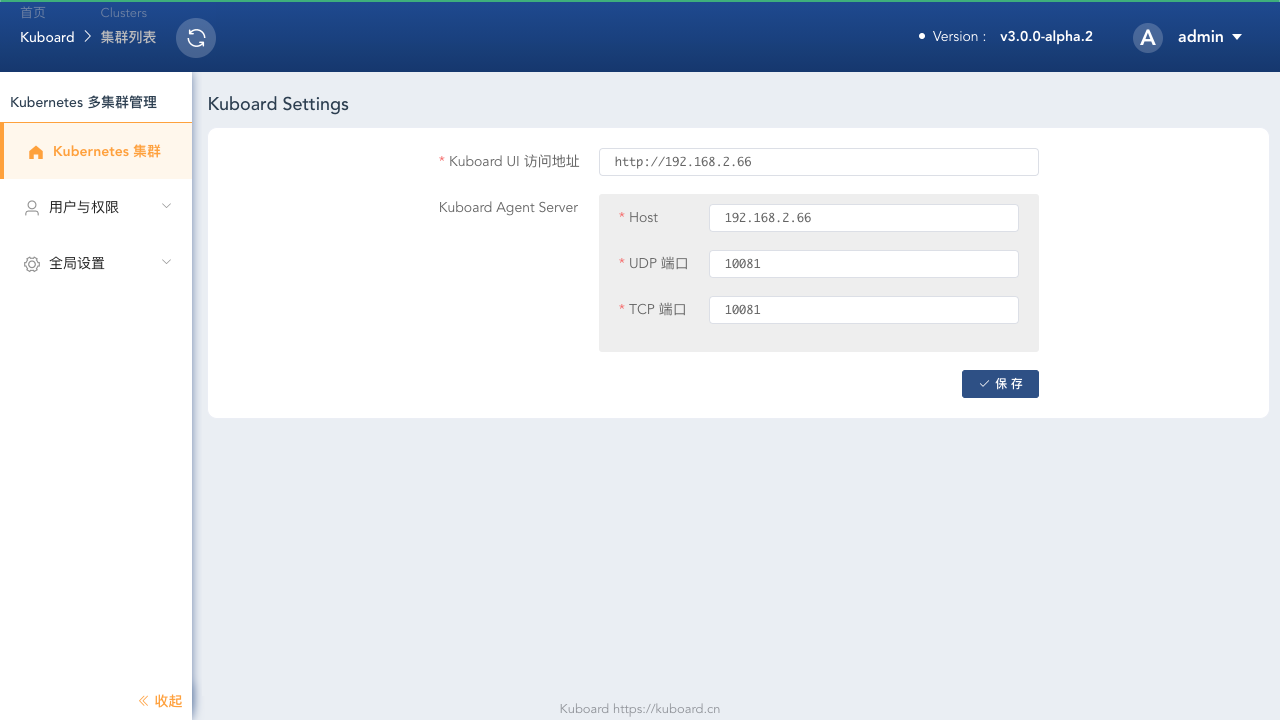 首页
Clusters
Kuboard
集群列表
Version :
v3.0.0-alpha.2
A
admin
Kubernetes 多集群管理
Kubernetes 集群
用户与权限
全局设置
收起
Kuboard Settings
* Kuboard UI 访问地址
http://192.168.2.66
Kuboard Agent Server
* Host
192.168.2.66
* UDP 端口
10081
* TCP 端口
10081
保 存
Kuboard https://kuboard.cn